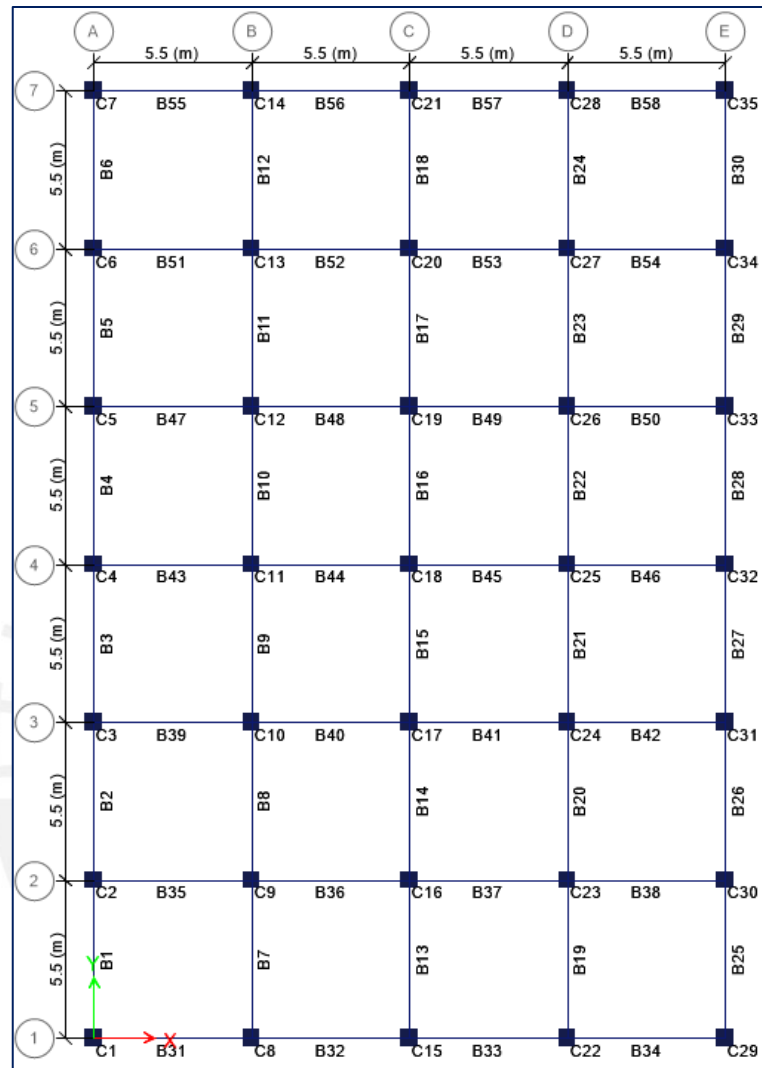 A B C D E
5.5 (m) 5.5 (m) 5.5 (m) 5.5 (m)
7
C7 B55 C14 B56 C21 B57 C28 B58 C35
5.5 (m) B6 B12 B18 B24 B30
6
C6 B51 C13 B52 C20 B53 C27 B54 C34
5.5 (m) B5 B11 B17 B23 B29
5
C5 B47 C12 B48 C19 B49 C26 B50 C33
5.5 (m) B4 B10 B16 B22 B28
4
C4 B43 C11 B44 C18 B45 C25 B46 C32
5.5 (m) B3 B9 B15 B21 B27
3
C3 B39 C10 B40 C17 B41 C24 B42 C31
5.5 (m) B2 B8 B14 B20 B26
2
C2 B35 C9 B36 C16 B37 C23 B38 C30
5.5 (m) B1 B7 B13 B19 B25
Y
1
X
C1 B31 C8 B32 C15 B33 C22 B34 C29